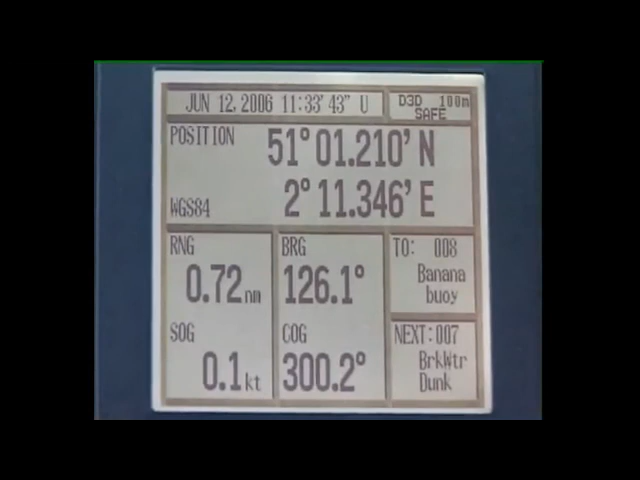 JUN 12, 2006 11:33' 43" U
D3D 100m
SAFE
POSITION
51° 01.210' N
2° 11.346' E
WGS84
RNG
0.72nm
BRG
126.1°
TO: 008
Banana
buoy
SOG
0.1kt
COG
300.2°
NEXT:007
BrkWtr
Dunk